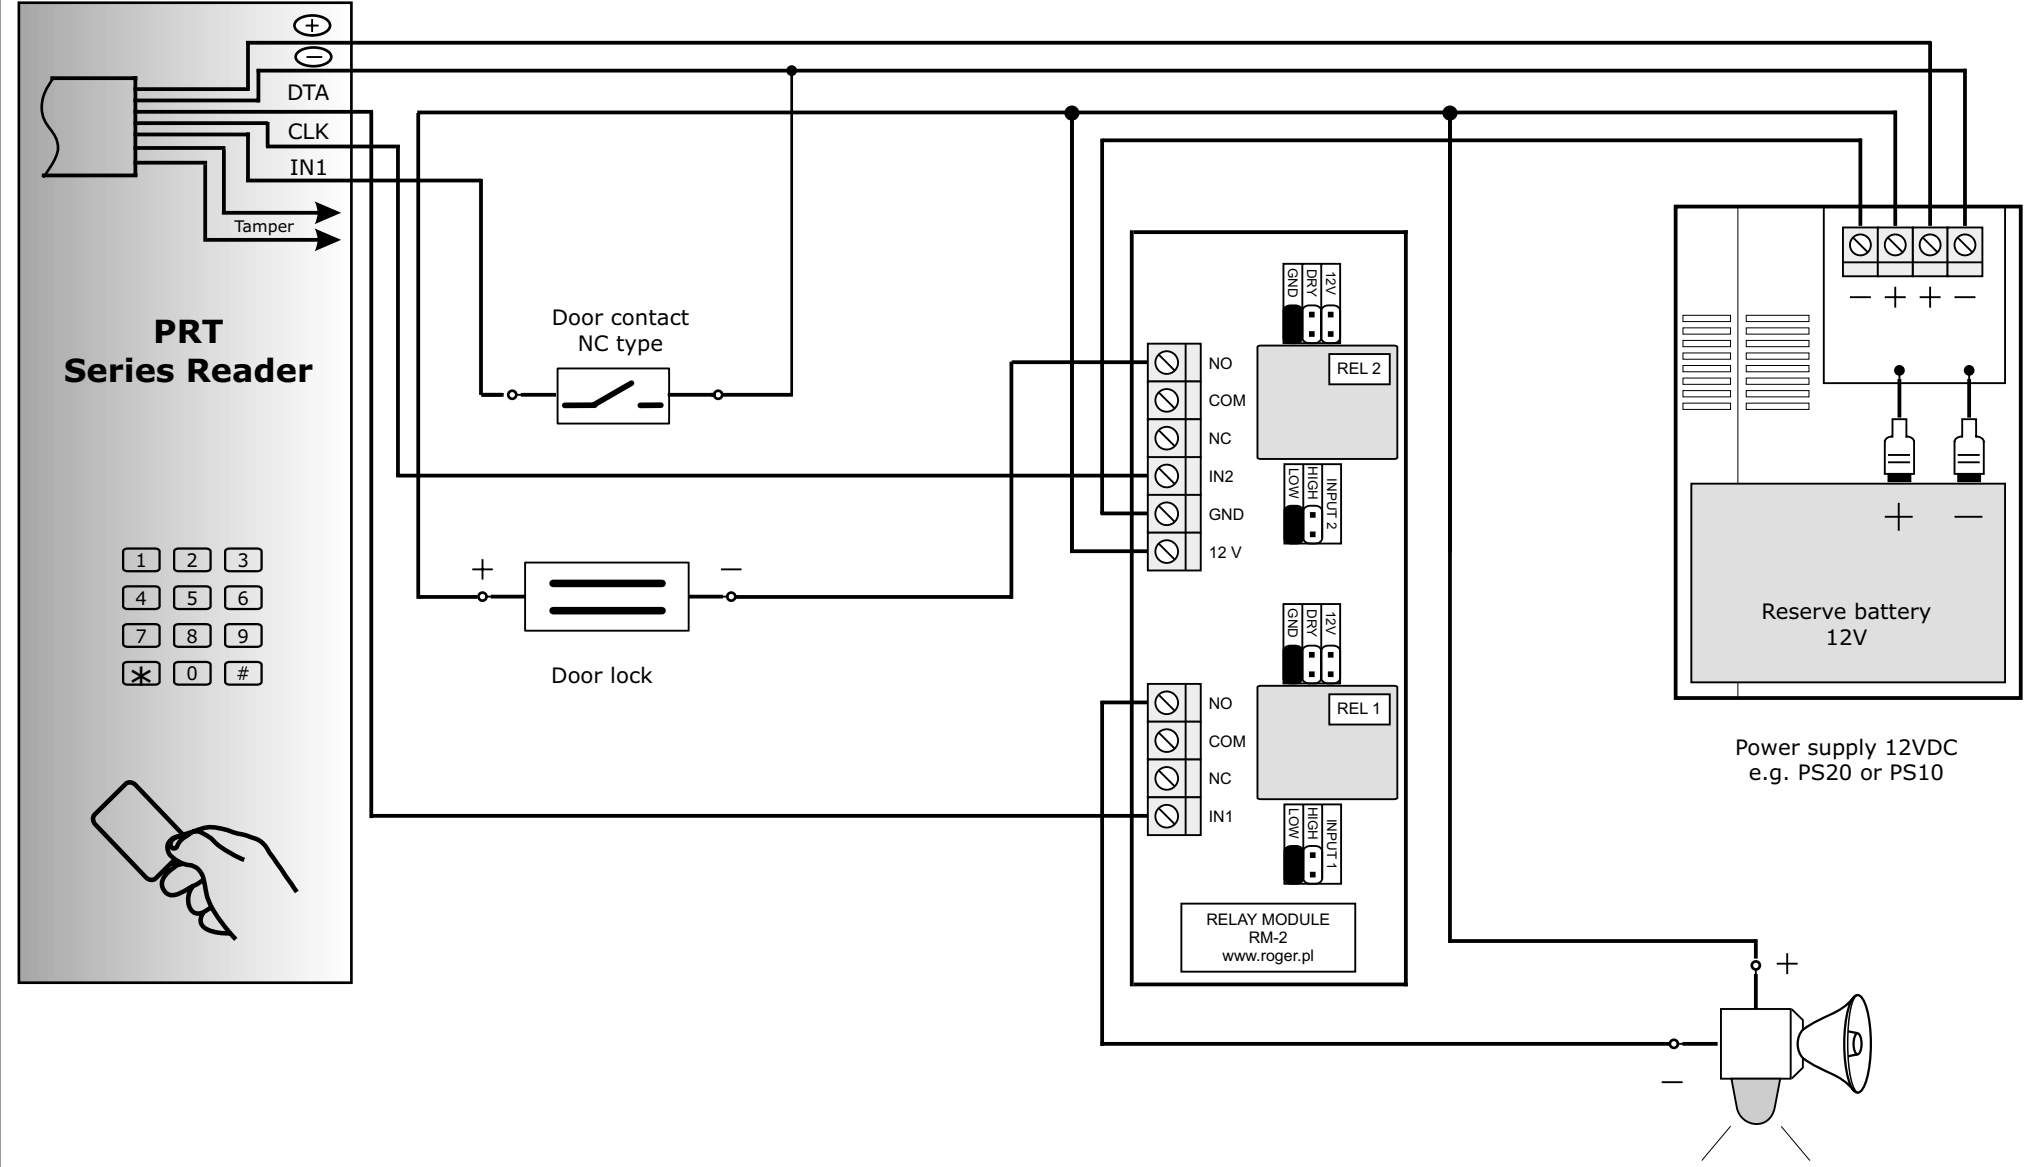 +
−
DTA
CLK
IN1
Tamper
PRT
Series Reader
1 2 3
4 5 6
7 8 9
* 0 #
Door contact
NC type
+ −
Door lock
GND DRY 12V
NO
COM
NC
IN2
GND
12 V
REL 2
LOW HIGH INPUT 2
GND DRY 12V
NO
COM
NC
IN1
REL 1
LOW HIGH INPUT 1
RELAY MODULE
RM-2
www.roger.pl
− + + −
+ −
Reserve battery
12V
Power supply 12VDC
e.g. PS20 or PS10
+
−